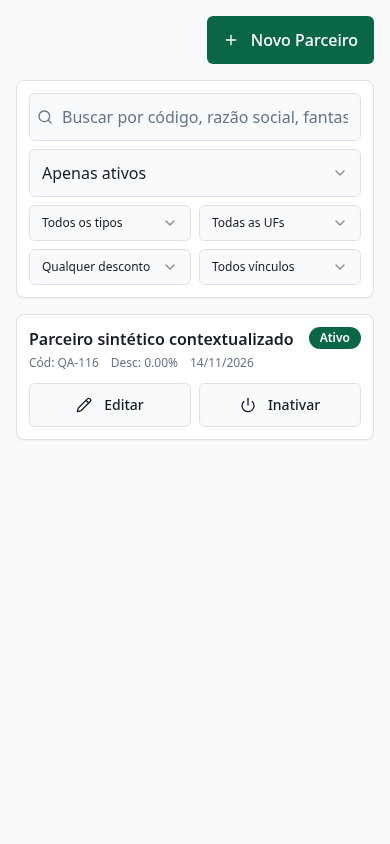 Novo Parceiro
Buscar por código, razão social, fantas
Apenas ativos
Todos os tipos
Todas as UFs
Qualquer desconto
Todos vínculos
Parceiro sintético contextualizado
Ativo
Cód: QA-116 Desc: 0.00% 14/11/2026
Editar
Inativar